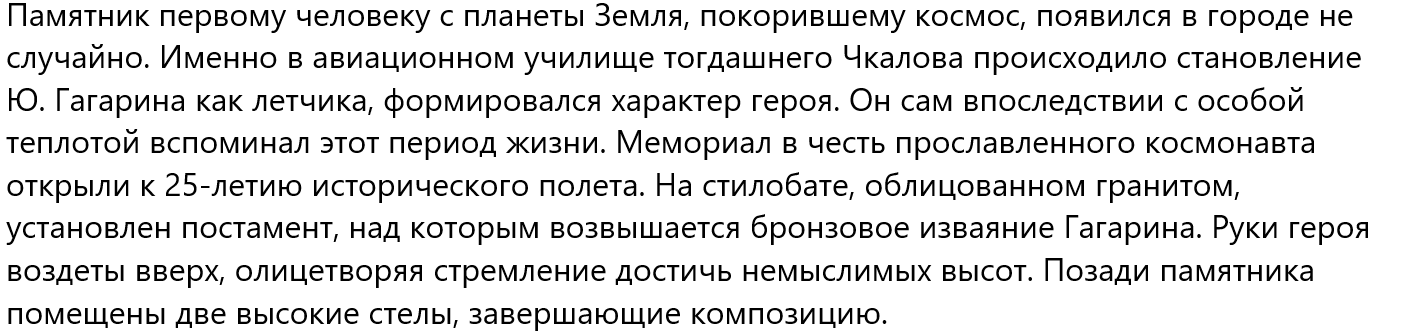 Памятник первому человеку с планеты Земля, покорившему космос, появился в городе не
случайно. Именно в авиационном училище тогдашнего Чкалова происходило становление
Ю. Гагарина как летчика, формировался характер героя. Он сам впоследствии с особой
теплотой вспоминал этот период жизни. Мемориал в честь прославленного космонавта
открыли к 25-летию исторического полета. На стилобате, облицованном гранитом,
установлен постамент, над которым возвышается бронзовое изваяние Гагарина. Руки героя
воздеты вверх, олицетворяя стремление достичь немыслимых высот. Позади памятника
помещены две высокие стелы, завершающие композицию.